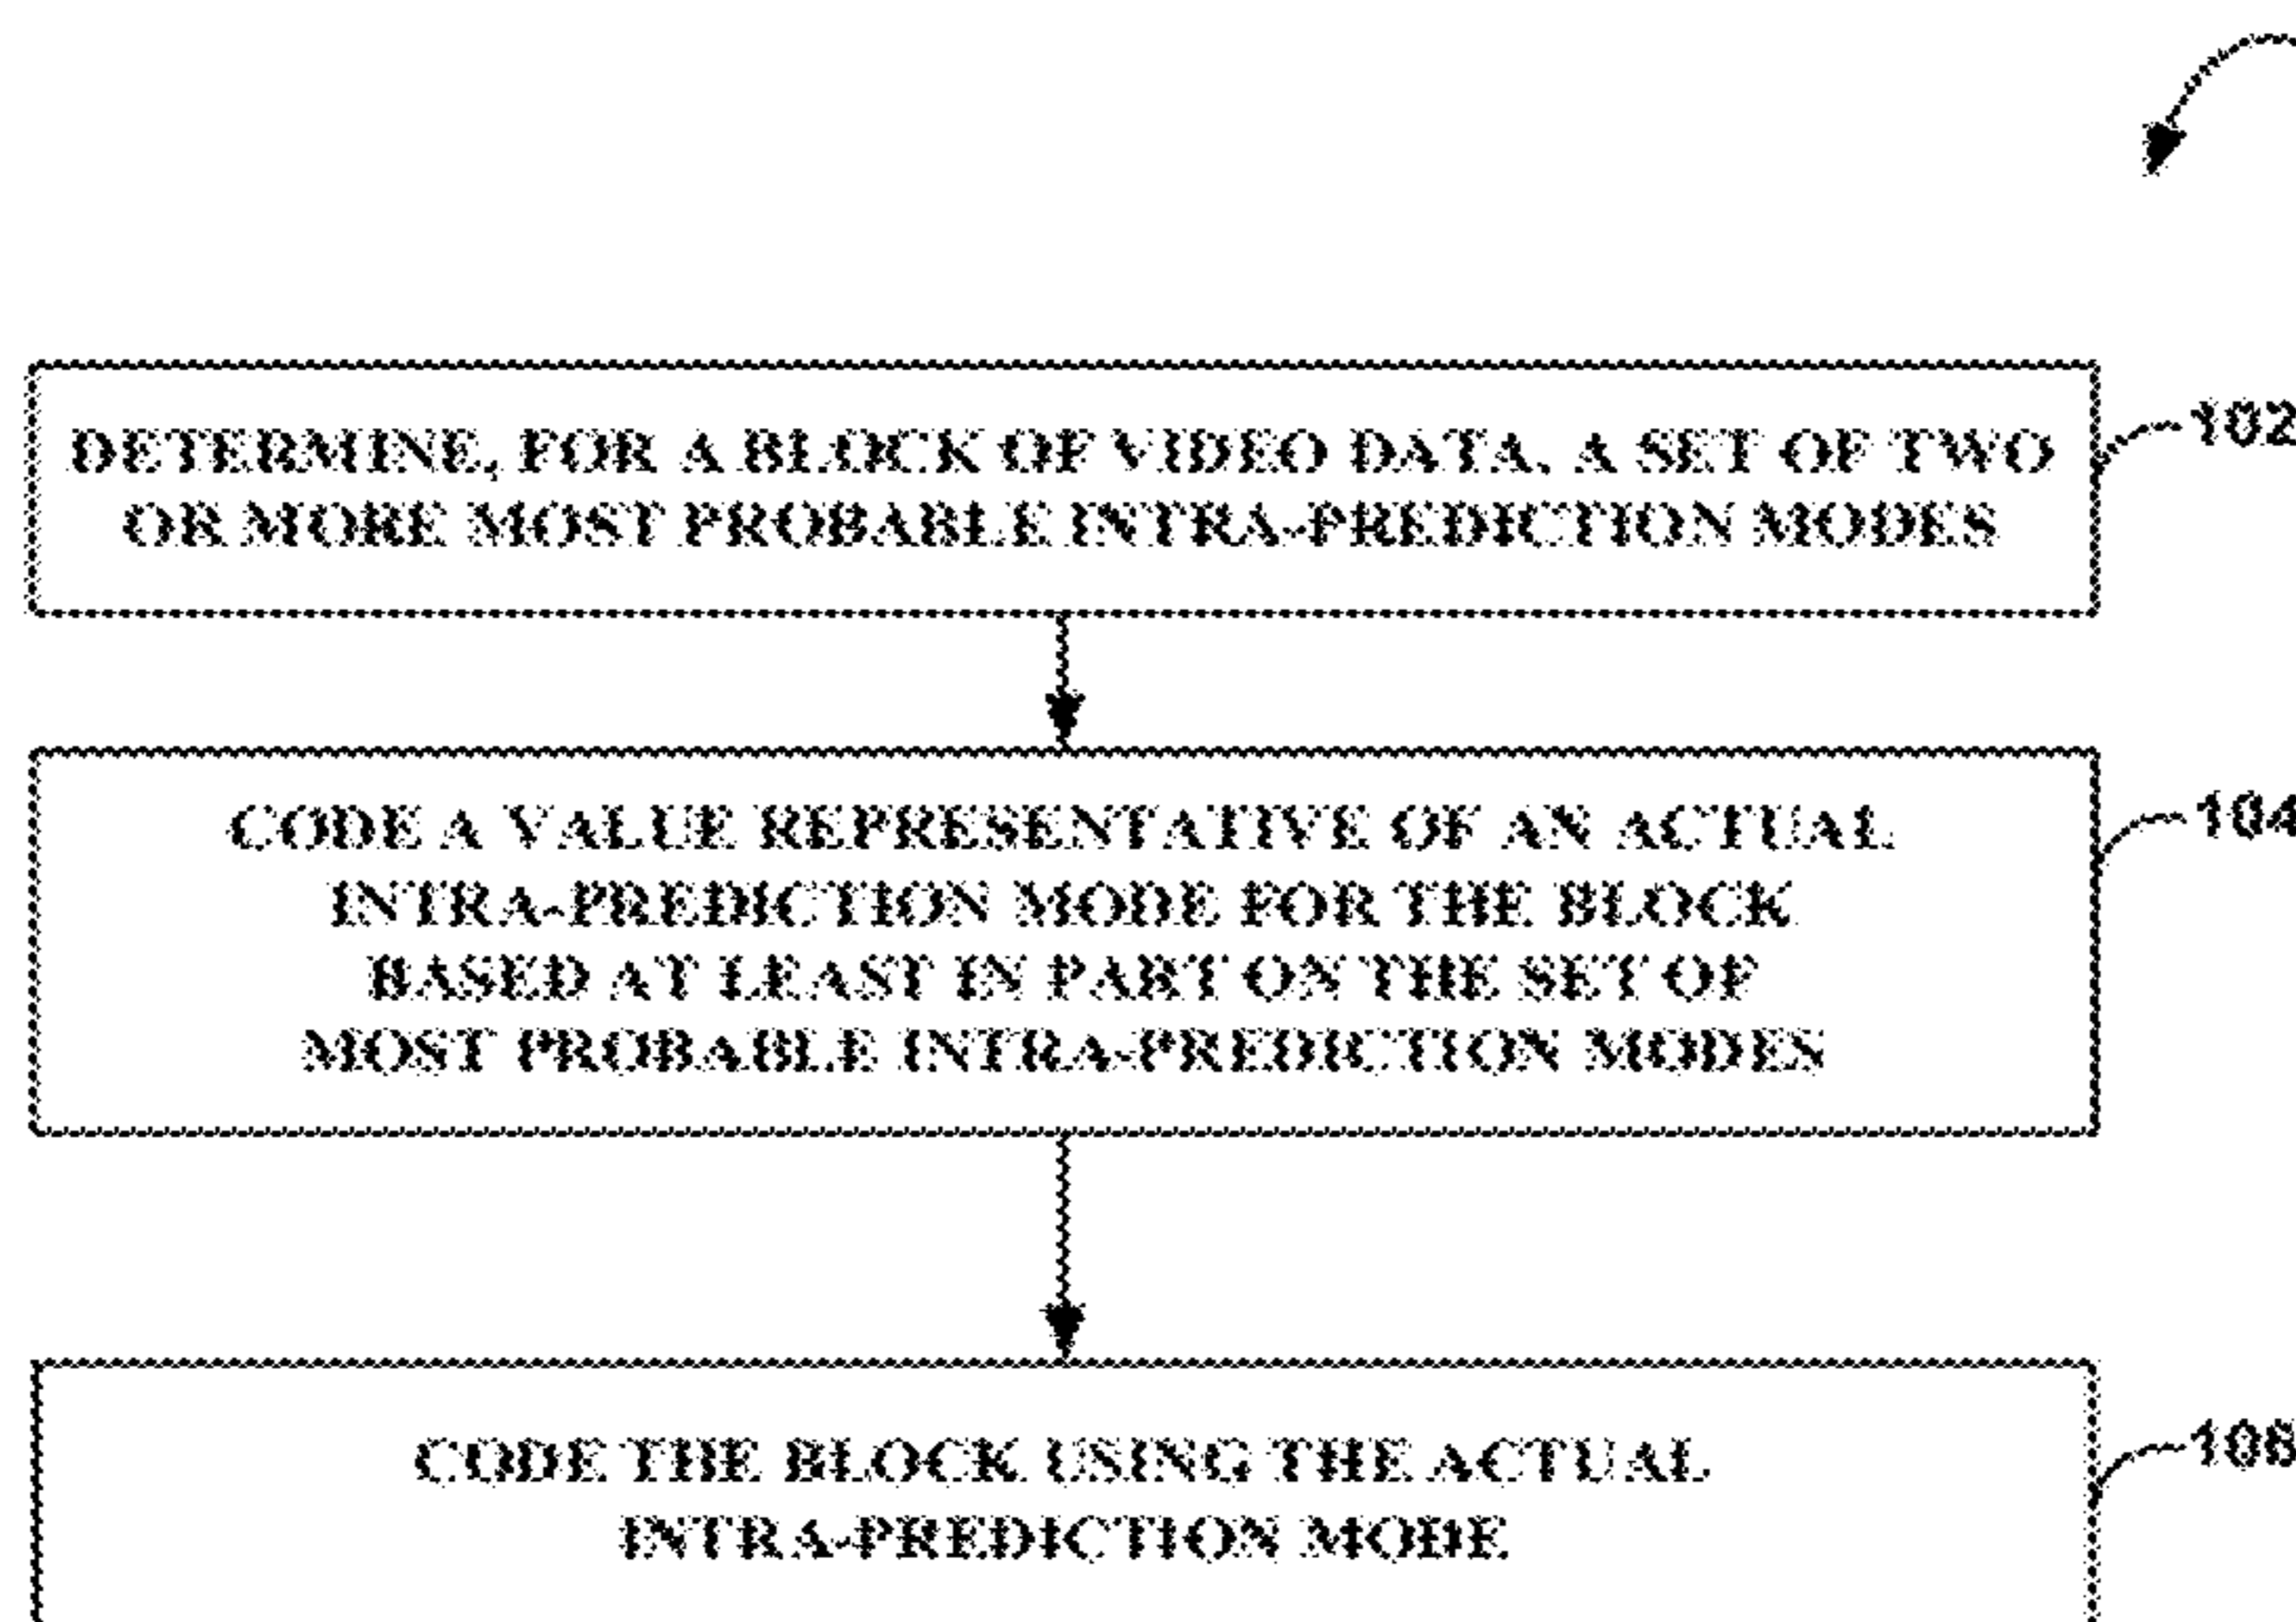 DETERMINE, FOR A BLOCK OF VIDEO DATA, A SET OF TWO
OR MORE MOST PROBABLE INTRA-PREDICTION MODES
102
CODE A VALUE REPRESENTATIVE OF AN ACTUAL
INTRA-PREDICTION MODE FOR THE BLOCK
BASED AT LEAST IN PART ON THE SET OF
MOST PROBABLE INTRA-PREDICTION MODES
104
CODE THE BLOCK USING THE ACTUAL
INTRA-PREDICTION MODE